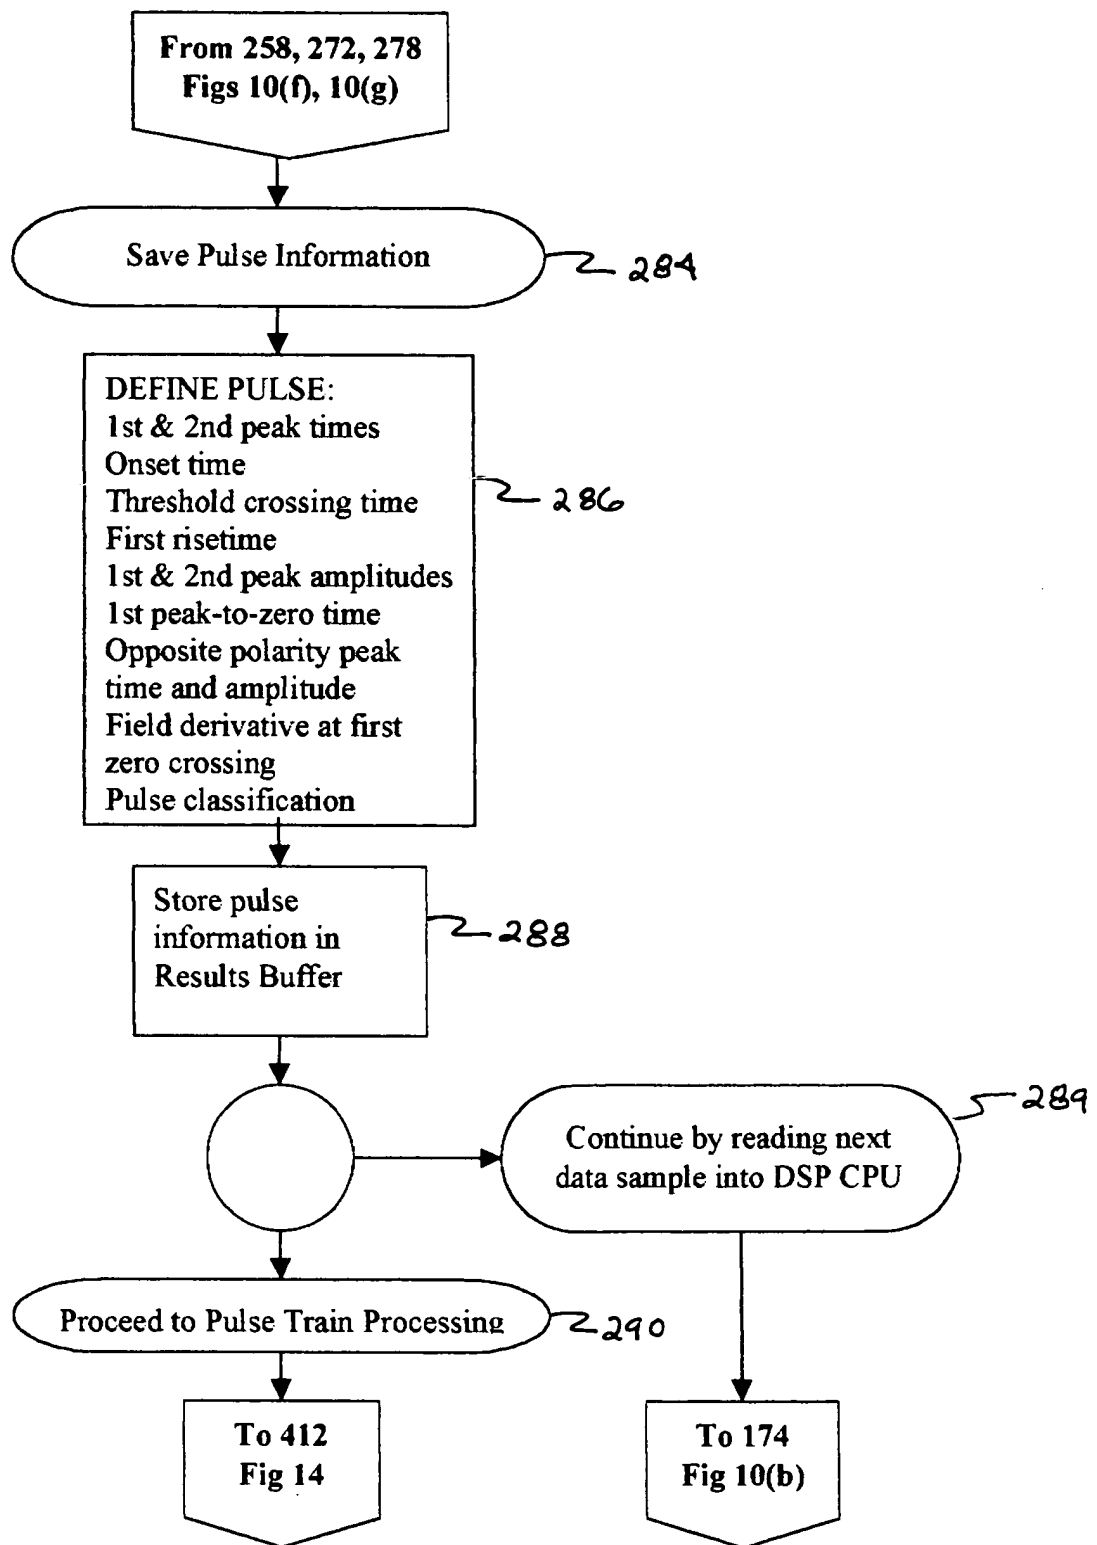 From 258, 272, 278
Figs 10(f), 10(g)
Save Pulse Information
284
DEFINE PULSE:
1st & 2nd peak times
Onset time
Threshold crossing time
First risetime
1st & 2nd peak amplitudes
1st peak-to-zero time
Opposite polarity peak
time and amplitude
Field derivative at first
zero crossing
Pulse classification
286
Store pulse
information in
Results Buffer
288
Continue by reading next
data sample into DSP CPU
289
Proceed to Pulse Train Processing
290
To 412
Fig 14
To 174
Fig 10(b)